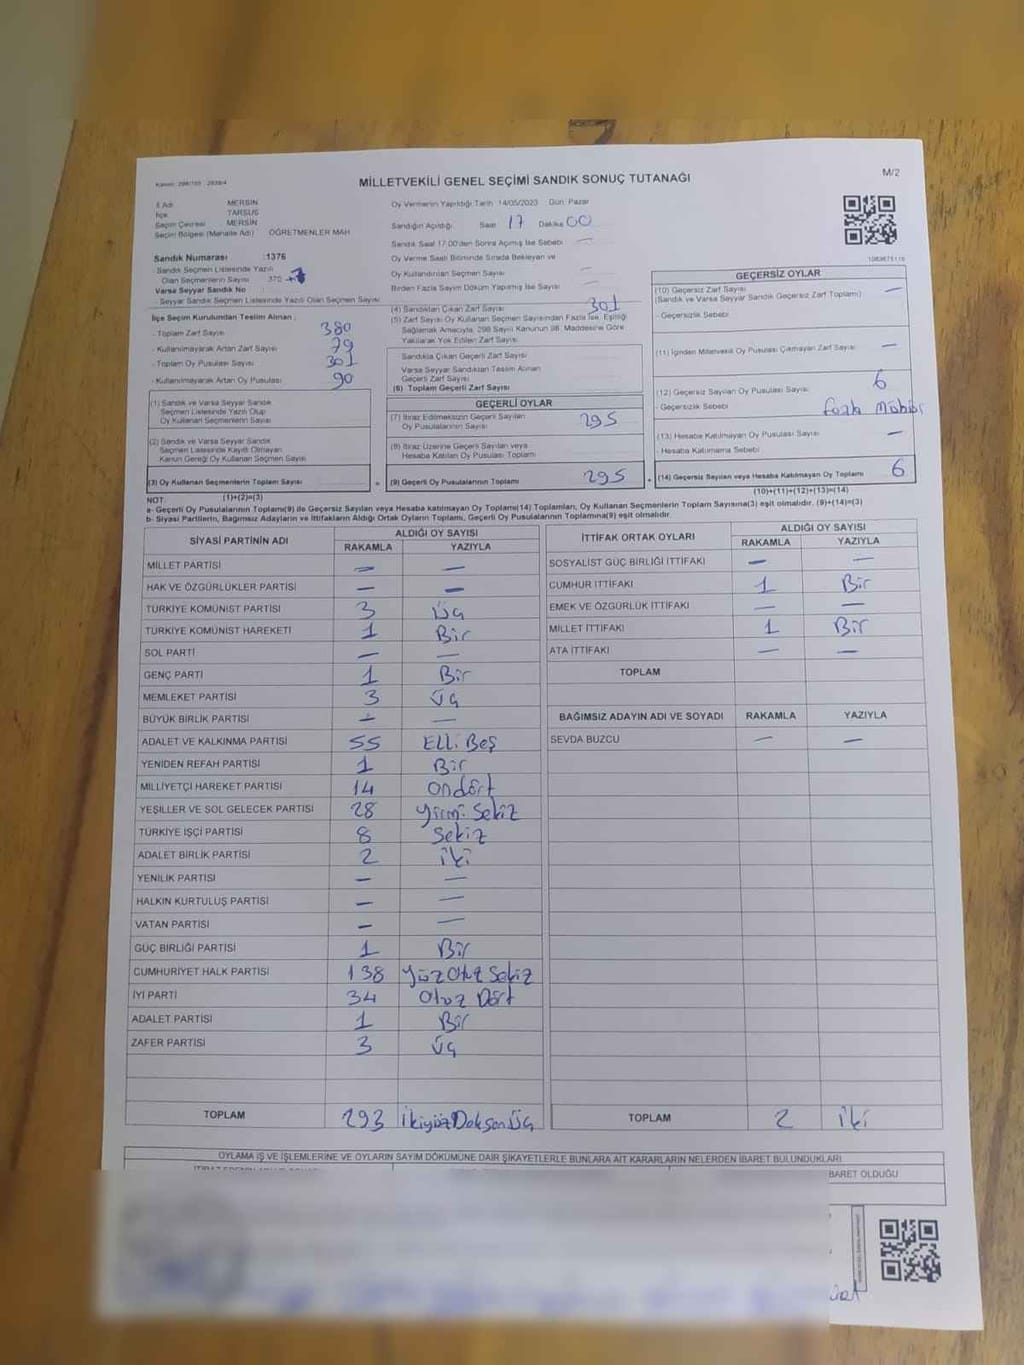 Kanun: 298/105 - 2839/4
M/2
MİLLETVEKİLİ GENEL SEÇİMİ SANDIK SONUÇ TUTANAĞI
İl Adı MERSİN
İlçe TARSUS
Seçim Çevresi MERSİN
Seçim Bölgesi (Mahalle Adı) ÖĞRETMENLER MAH
Sandık Numarası :1376
Sandık Seçmen Listesinde Yazılı
Olan Seçmenlerin Sayısı
Varsa Seyyar Sandık No
- Seyyar Sandık Seçmen Listesinde Yazılı Olan Seçmen Sayısı
Oy Vermenin Yapıldığı Tarih 14/05/2023 Gün: Pazar
Sandığın Açıldığı Saat 17 Dakika 00
Sandık Saat 17.00'den Sonra Açılmış İse Sebebi —
Oy Verme Saati Bitiminde Sırada Bekleyen ve
Oy Kullandırılan Seçmen Sayısı —
Birden Fazla Sayım Döküm Yapılmış İse Sayısı —
İlçe Seçim Kurulundan Teslim Alınan :
- Toplam Zarf Sayısı 380
- Kullanılmayarak Artan Zarf Sayısı 79
- Toplam Oy Pusulası Sayısı 301
- Kullanılmayarak Artan Oy Pusulası 90
(4) Sandıktan Çıkan Zarf Sayısı 301
(5) Zarf Sayısı Oy Kullanan Seçmen Sayısından Fazla İse, Eşitliği
Sağlamak Amacıyla, 298 Sayılı Kanunun 98. Maddesine Göre
Yakılarak Yok Edilen Zarf Sayısı
Sandıkta Çıkan Geçerli Zarf Sayısı
Varsa Seyyar Sandıktan Teslim Alınan
Geçerli Zarf Sayısı
(6) Toplam Geçerli Zarf Sayısı
GEÇERSİZ OYLAR
(10) Geçersiz Zarf Sayısı —
(Sandık ve Varsa Seyyar Sandık Geçersiz Zarf Toplamı)
- Geçersizlik Sebebi
(11) İçinden Milletvekili Oy Pusulası Çıkmayan Zarf Sayısı —
(12) Geçersiz Sayılan Oy Pusulası Sayısı 6
- Geçersizlik Sebebi fazla Mühür
(13) Hesaba Katılmayan Oy Pusulası Sayısı —
- Hesaba Katılmama Sebebi
(14) Geçersiz Sayılan veya Hesaba Katılmayan Oy Toplamı 6
(10)+(11)+(12)+(13)=(14)
(1) Sandık ve Varsa Seyyar Sandık
Seçmen Listesinde Yazılı Olup
Oy Kullanan Seçmenlerin Sayısı
(2) Sandık ve Varsa Seyyar Sandık
Seçmen Listesinde Kayıtlı Olmayan
Kanun Gereği Oy Kullanan Seçmen Sayısı
(3) Oy Kullanan Seçmenlerin Toplam Sayısı
(1)+(2)=(3)
GEÇERLİ OYLAR
(7) İtiraz Edilmeksizin Geçerli Sayılan
Oy Pusulalarının Sayısı 295
(8) İtiraz Üzerine Geçerli Sayılan veya
Hesaba Katılan Oy Pusulası Toplamı
= (9) Geçerli Oy Pusulalarının Toplamı 295 +
NOT:
a- Geçerli Oy Pusulaları Toplamı(9) ile Geçersiz Sayılan veya Hesaba katılmayan Oy Toplamı(14) Toplamları, Oy Kullanan Seçmenlerin Toplam Sayısına(3) eşit olmalıdır. (9)+(14)=(3)
b- Siyasi Partilerin, Bağımsız Adayların ve İttifakların Aldığı Ortak Oyların Toplamı, Geçerli Oy Pusulalarının Toplamına(9) eşit olmalıdır
SİYASİ PARTİNİN ADI ALDIĞI OY SAYISI
RAKAMLA YAZIYLA
MİLLET PARTİSİ — —
HAK VE ÖZGÜRLÜKLER PARTİSİ — —
TÜRKİYE KOMÜNİST PARTİSİ 3 Üç
TÜRKİYE KOMÜNİST HAREKETİ 1 Bir
SOL PARTİ — —
GENÇ PARTİ 1 Bir
MEMLEKET PARTİSİ 3 Üç
BÜYÜK BİRLİK PARTİSİ — —
ADALET VE KALKINMA PARTİSİ 55 Elli Beş
YENİDEN REFAH PARTİSİ 1 Bir
MİLLİYETÇİ HAREKET PARTİSİ 14 Ondört
YEŞİLLER VE SOL GELECEK PARTİSİ 28 Yirmi Sekiz
TÜRKİYE İŞÇİ PARTİSİ 8 Sekiz
ADALET BİRLİK PARTİSİ 2 İki
YENİLİK PARTİSİ — —
HALKIN KURTULUŞ PARTİSİ — —
VATAN PARTİSİ — —
GÜÇ BİRLİĞİ PARTİSİ 1 Bir
CUMHURİYET HALK PARTİSİ 138 Yüz Otuz Sekiz
İYİ PARTİ 34 Otuz Dört
ADALET PARTİSİ 1 Bir
ZAFER PARTİSİ 3 Üç
TOPLAM 293 İkiyüzDoksanÜç
İTTİFAK ORTAK OYLARI ALDIĞI OY SAYISI
RAKAMLA YAZIYLA
SOSYALİST GÜÇ BİRLİĞİ İTTİFAKI — —
CUMHUR İTTİFAKI 1 Bir
EMEK VE ÖZGÜRLÜK İTTİFAKI — —
MİLLET İTTİFAKI 1 Bir
ATA İTTİFAKI — —
TOPLAM
BAĞIMSIZ ADAYIN ADI VE SOYADI RAKAMLA YAZIYLA
SEVDA BUZCU — —
TOPLAM 2 İki
OYLAMA İŞ VE İŞLEMLERİNE VE OYLARIN SAYIM DÖKÜMÜNE DAİR ŞİKAYETLERLE BUNLARA AİT KARARLARIN NELERDEN İBARET BULUNDUKLARI
BARET OLDUĞU